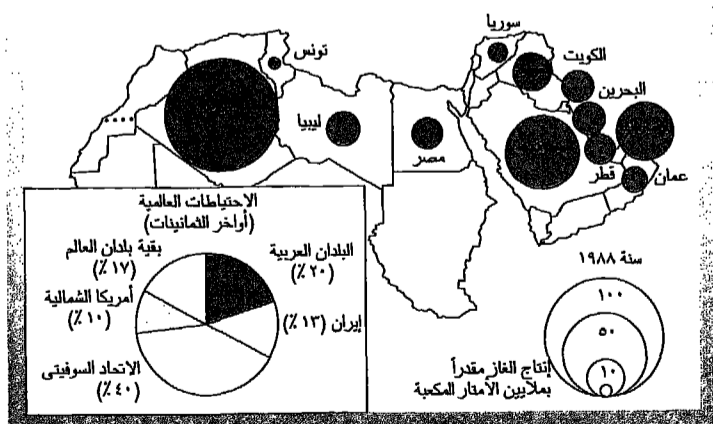 سوريا
تونس
الكويت
البحرين
ليبيا
مصر
قطر
عمان
الاحتياطات العالمية
(أواخر الثمانينات)
البلدان العربية
(٢٠ ٪)
إيران (١٣ ٪)
بقية بلدان العالم
(١٧ ٪)
أمريكا الشمالية
(١٠ ٪)
الاتحاد السوفيتى
(٤٠ ٪)
سنة ١٩٨٨
١٠٠
٥٠
١٠
إنتاج الغاز مقدراً
بملايين الأمتار المكعبة